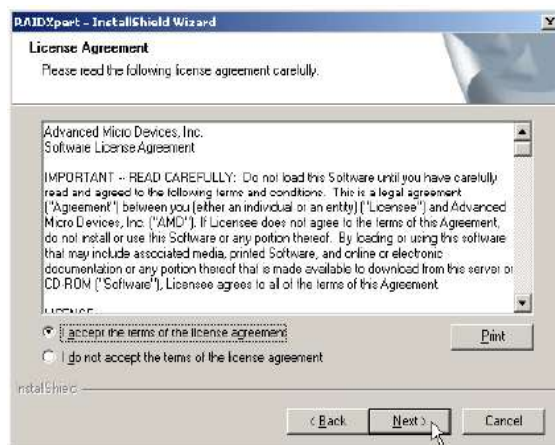 RAIDXpert - InstallShield Wizard
License Agreement
Please read the following license agreement carefully.
Advanced Micro Devices, Inc.
Software License Agreement
IMPORTANT -- READ CAREFULLY: Do not load this Software until you have carefully
read and agreed to the following terms and conditions. This is a legal agreement
("Agreement") between you (either an individual or an entity) ("Licensee") and Advanced
Micro Devices, Inc. ("AMD"). If Licensee does not agree to the terms of this Agreement,
do not install or use this Software or any portion thereof. By loading or using this software
that may include associated media, printed Software, and online or electronic
documentation or any portion thereof that is made available to download from this server or
CD-ROM ("Software"), Licensee agrees to all of the terms of this Agreement.
LICENSE:
I accept the terms of the license agreement
Print
I do not accept the terms of the license agreement
InstallShield
< Back
Next >
Cancel